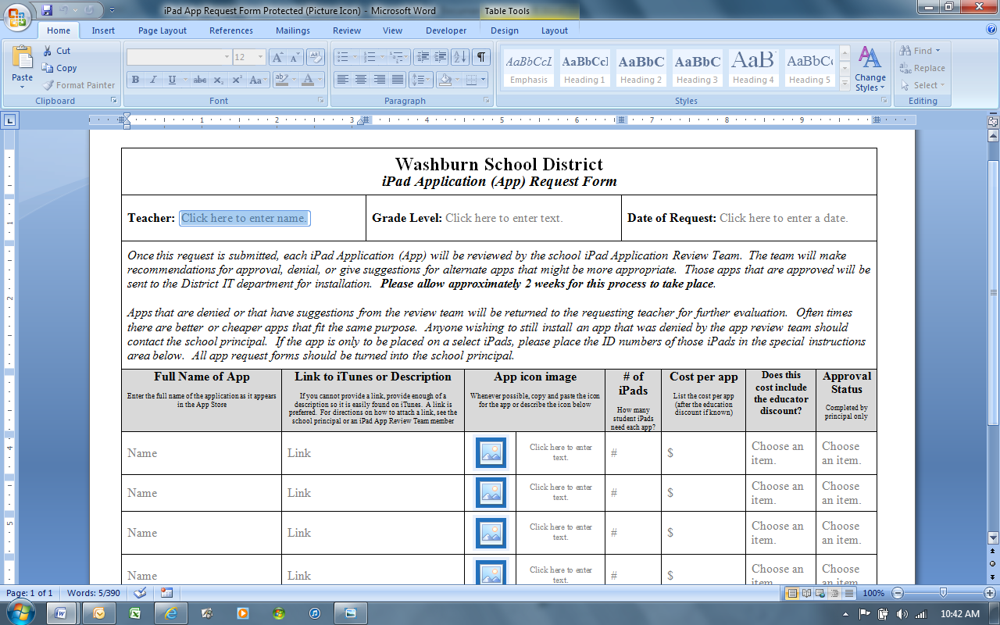 iPad App Request Form Protected (Picture Icon) - Microsoft Word
Table Tools
Home Insert Page Layout References Mailings Review View Developer Design Layout
Paste
Cut
Copy
Format Painter
Clipboard
12
Font
Paragraph
AaBbCcI AaBbCcI AaBbC AaBbC AaB AaBbC
Emphasis Heading 1 Heading 2 Heading 3 Heading 4 Heading 5
Change
Styles
Styles
Find
Replace
Select
Editing
1 2 3 4 5 6 7 8 9
Washburn School District
iPad Application (App) Request Form
Teacher: Click here to enter name. Grade Level: Click here to enter text. Date of Request: Click here to enter a date.
Once this request is submitted, each iPad Application (App) will be reviewed by the school iPad Application Review Team. The team will make
recommendations for approval, denial, or give suggestions for alternate apps that might be more appropriate. Those apps that are approved will be
sent to the District IT department for installation. Please allow approximately 2 weeks for this process to take place.
Apps that are denied or that have suggestions from the review team will be returned to the requesting teacher for further evaluation. Often times
there are better or cheaper apps that fit the same purpose. Anyone wishing to still install an app that was denied by the app review team should
contact the school principal. If the app is only to be placed on a select iPads, please place the ID numbers of those iPads in the special instructions
area below. All app request forms should be turned into the school principal.
Full Name of App
Enter the full name of the application as it appears
in the App Store
Link to iTunes or Description
If you cannot provide a link, provide enough of a
description so it is easily found on iTunes. A link is
preferred. For directions on how to attach a link, see the
school principal or an iPad App Review Team member
App icon image
Whenever possible, copy and paste the icon
for the app or describe the icon below
# of
iPads
How many
student iPads
need each app?
Cost per app
List the cost per app
(after the education
discount if known)
Does this
cost include
the educator
discount?
Approval
Status
Completed by
principal only
Name Link Click here to enter text. # $ Choose an item. Choose an item.
Name Link Click here to enter text. # $ Choose an item. Choose an item.
Name Link Click here to enter text. # $ Choose an item. Choose an item.
Name Link Click here to enter text. # $ Choose an item. Choose an item.
Page: 1 of 1 Words: 5/390 100%
10:42 AM